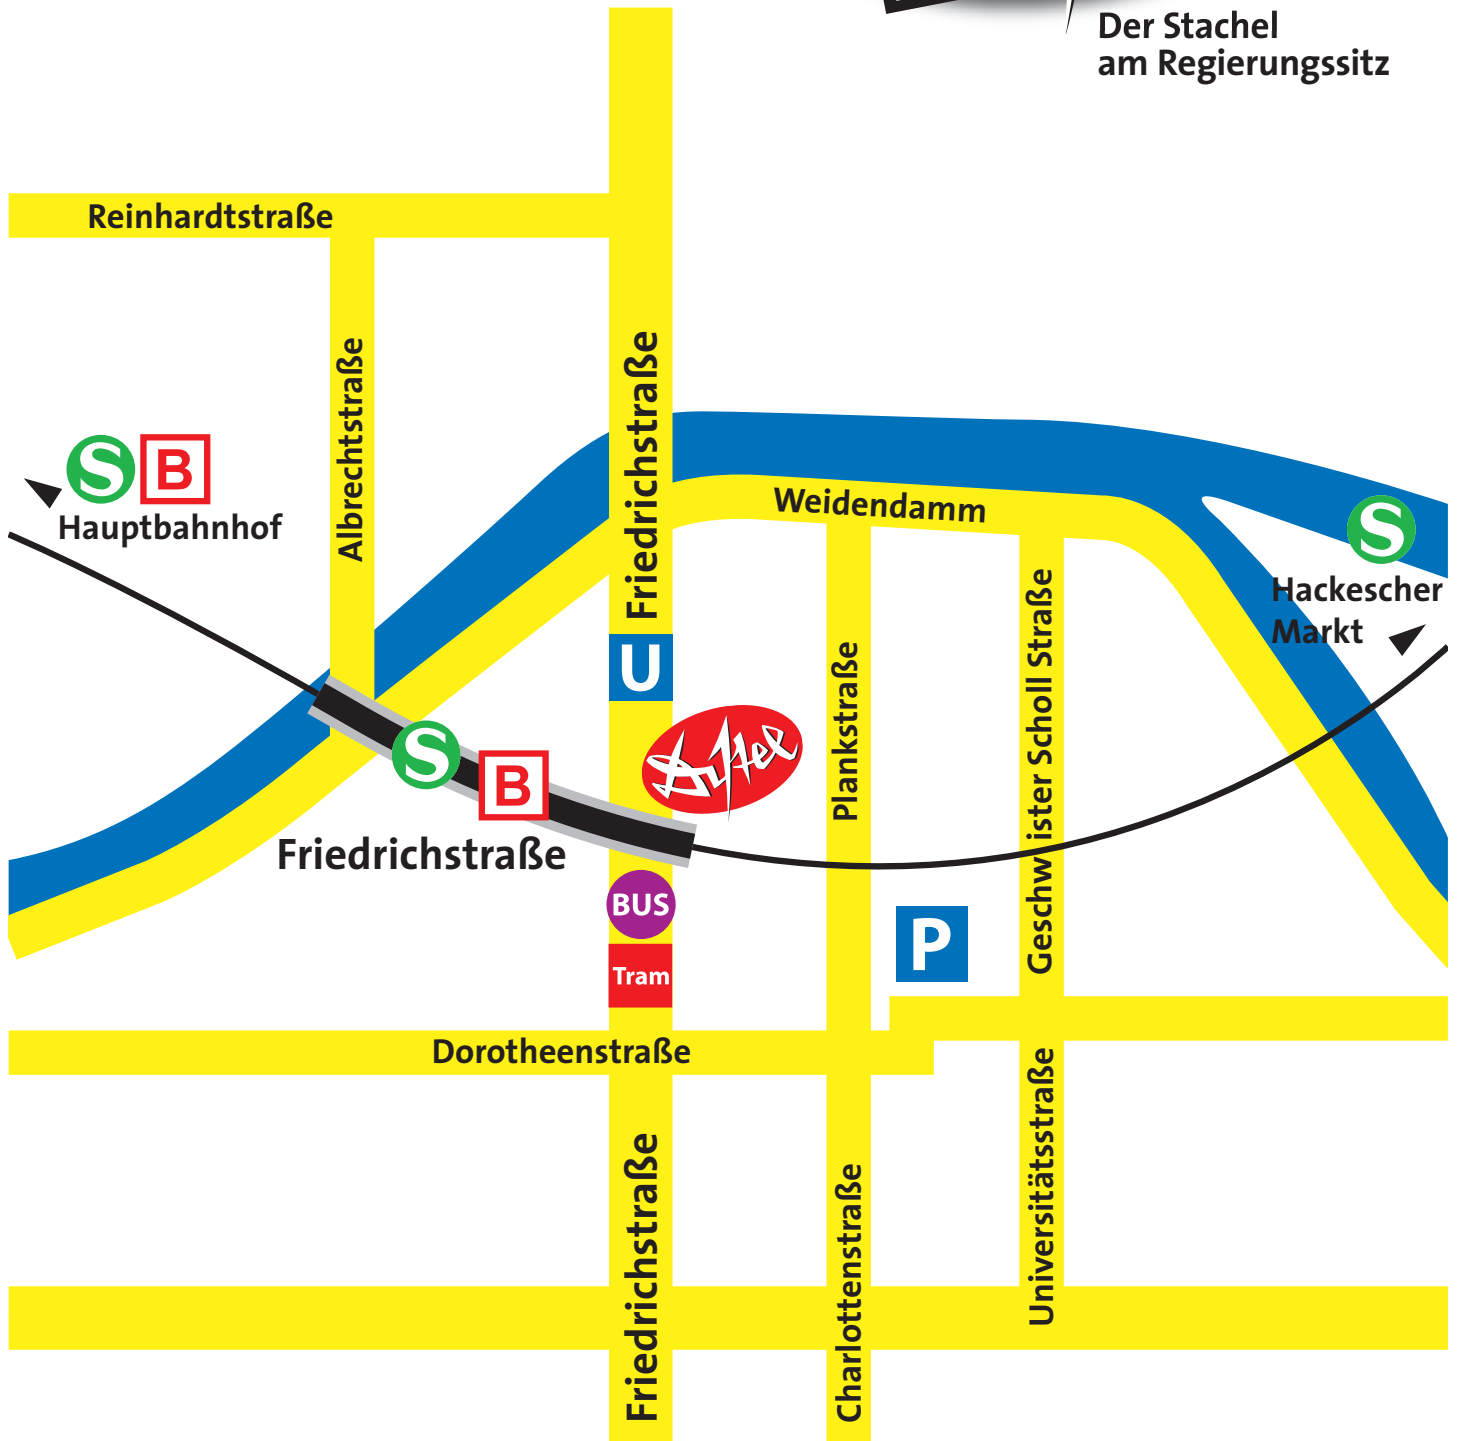 Der Stachel
am Regierungssitz
Reinhardtstraße
Albrechtstraße
Friedrichstraße
S B
Hauptbahnhof
Weidendamm
S
Hackescher
Markt
U
Distel
Plankstraße
Geschwister Scholl Straße
S
B
Friedrichstraße
BUS
P
Tram
Dorotheenstraße
Friedrichstraße
Charlottenstraße
Universitätsstraße